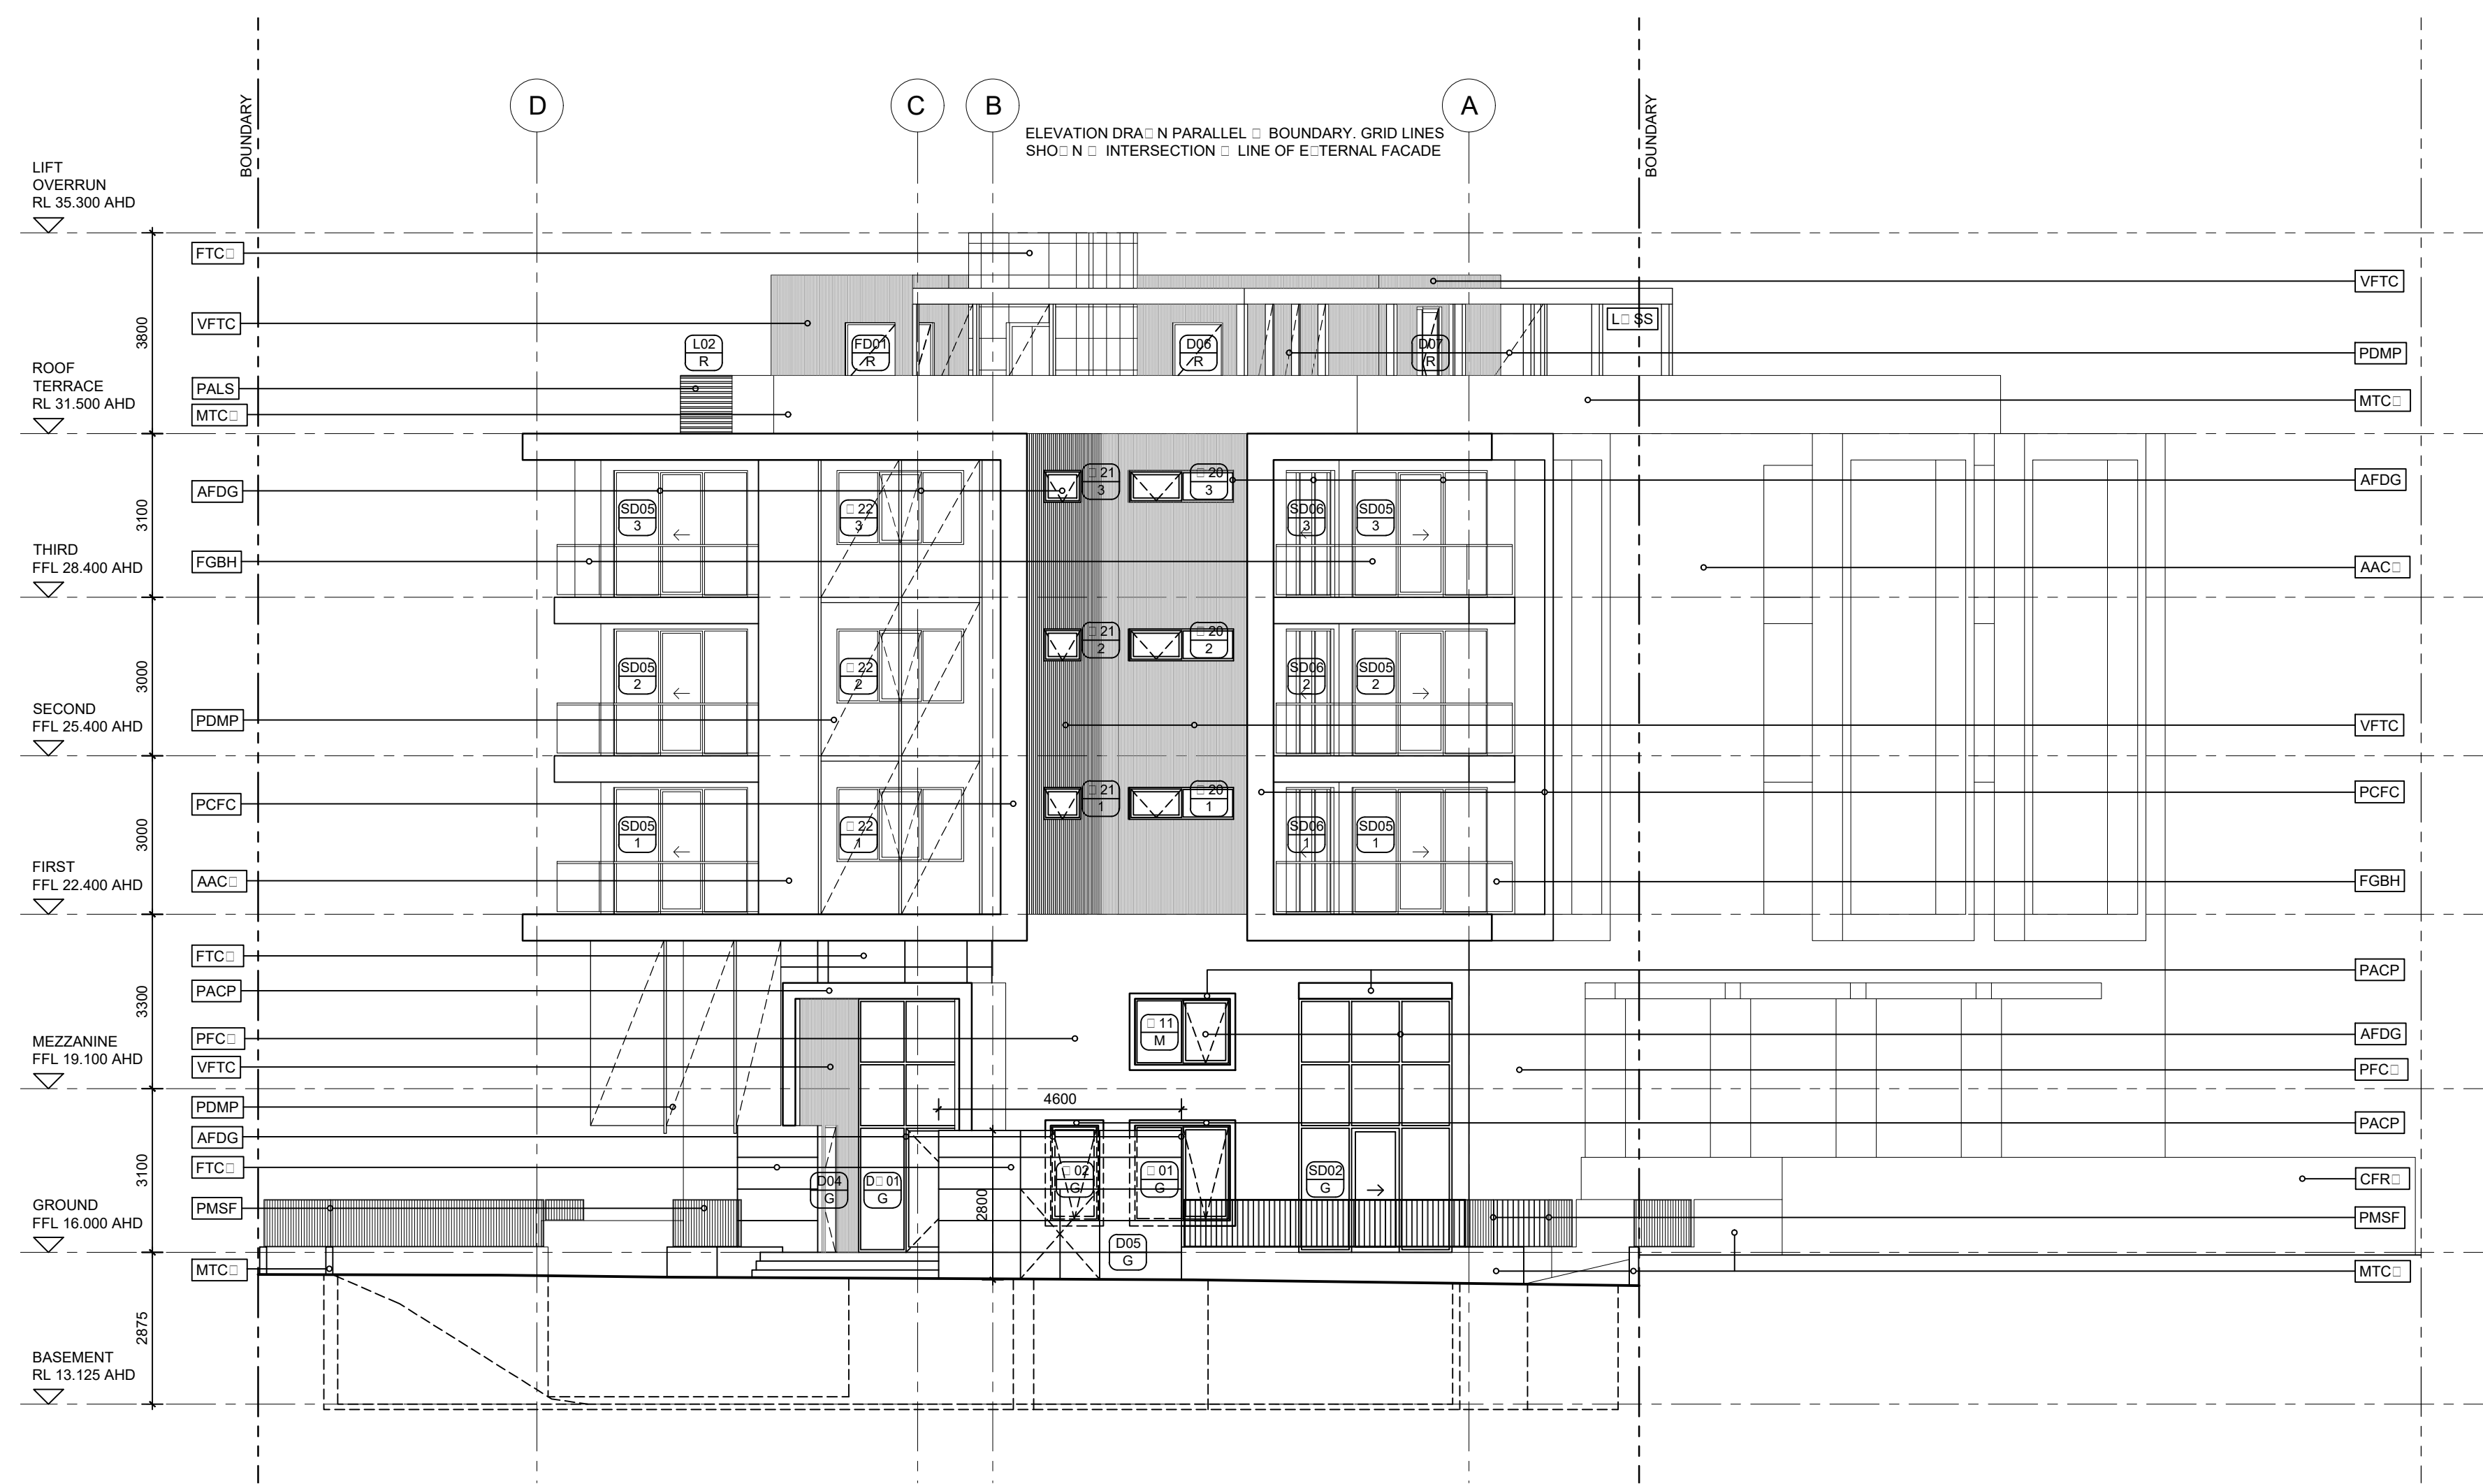 D
C
B
A
BOUNDARY
BOUNDARY
ELEVATION DRA□N PARALLEL □ BOUNDARY. GRID LINES
SHO□N □ INTERSECTION □ LINE OF E□TERNAL FACADE
LIFT
OVERRUN
RL 35.300 AHD
3800
ROOF
TERRACE
RL 31.500 AHD
3100
THIRD
FFL 28.400 AHD
3000
SECOND
FFL 25.400 AHD
3000
FIRST
FFL 22.400 AHD
3300
MEZZANINE
FFL 19.100 AHD
3100
GROUND
FFL 16.000 AHD
2875
BASEMENT
RL 13.125 AHD
FTC□
VFTC
PALS
MTC□
AFDG
FGBH
PDMP
PCFC
AAC□
FTC□
PACP
PFC□
VFTC
PDMP
AFDG
FTC□
PMSF
MTC□
L02
R
FD01
R
D06
R
D07
R
L□SS
SD05
3
□22
3
□21
3
□20
3
SD06
3
SD05
3
SD05
2
□22
2
□21
2
□20
2
SD06
2
SD05
2
SD05
1
□22
1
□21
1
□20
1
SD06
1
SD05
1
□11
M
4600
2800
D04
G
D□01
G
□02
G
□01
G
SD02
G
D05
G
VFTC
PDMP
MTC□
AFDG
AAC□
VFTC
PCFC
FGBH
PACP
AFDG
PFC□
PACP
CFR□
PMSF
MTC□